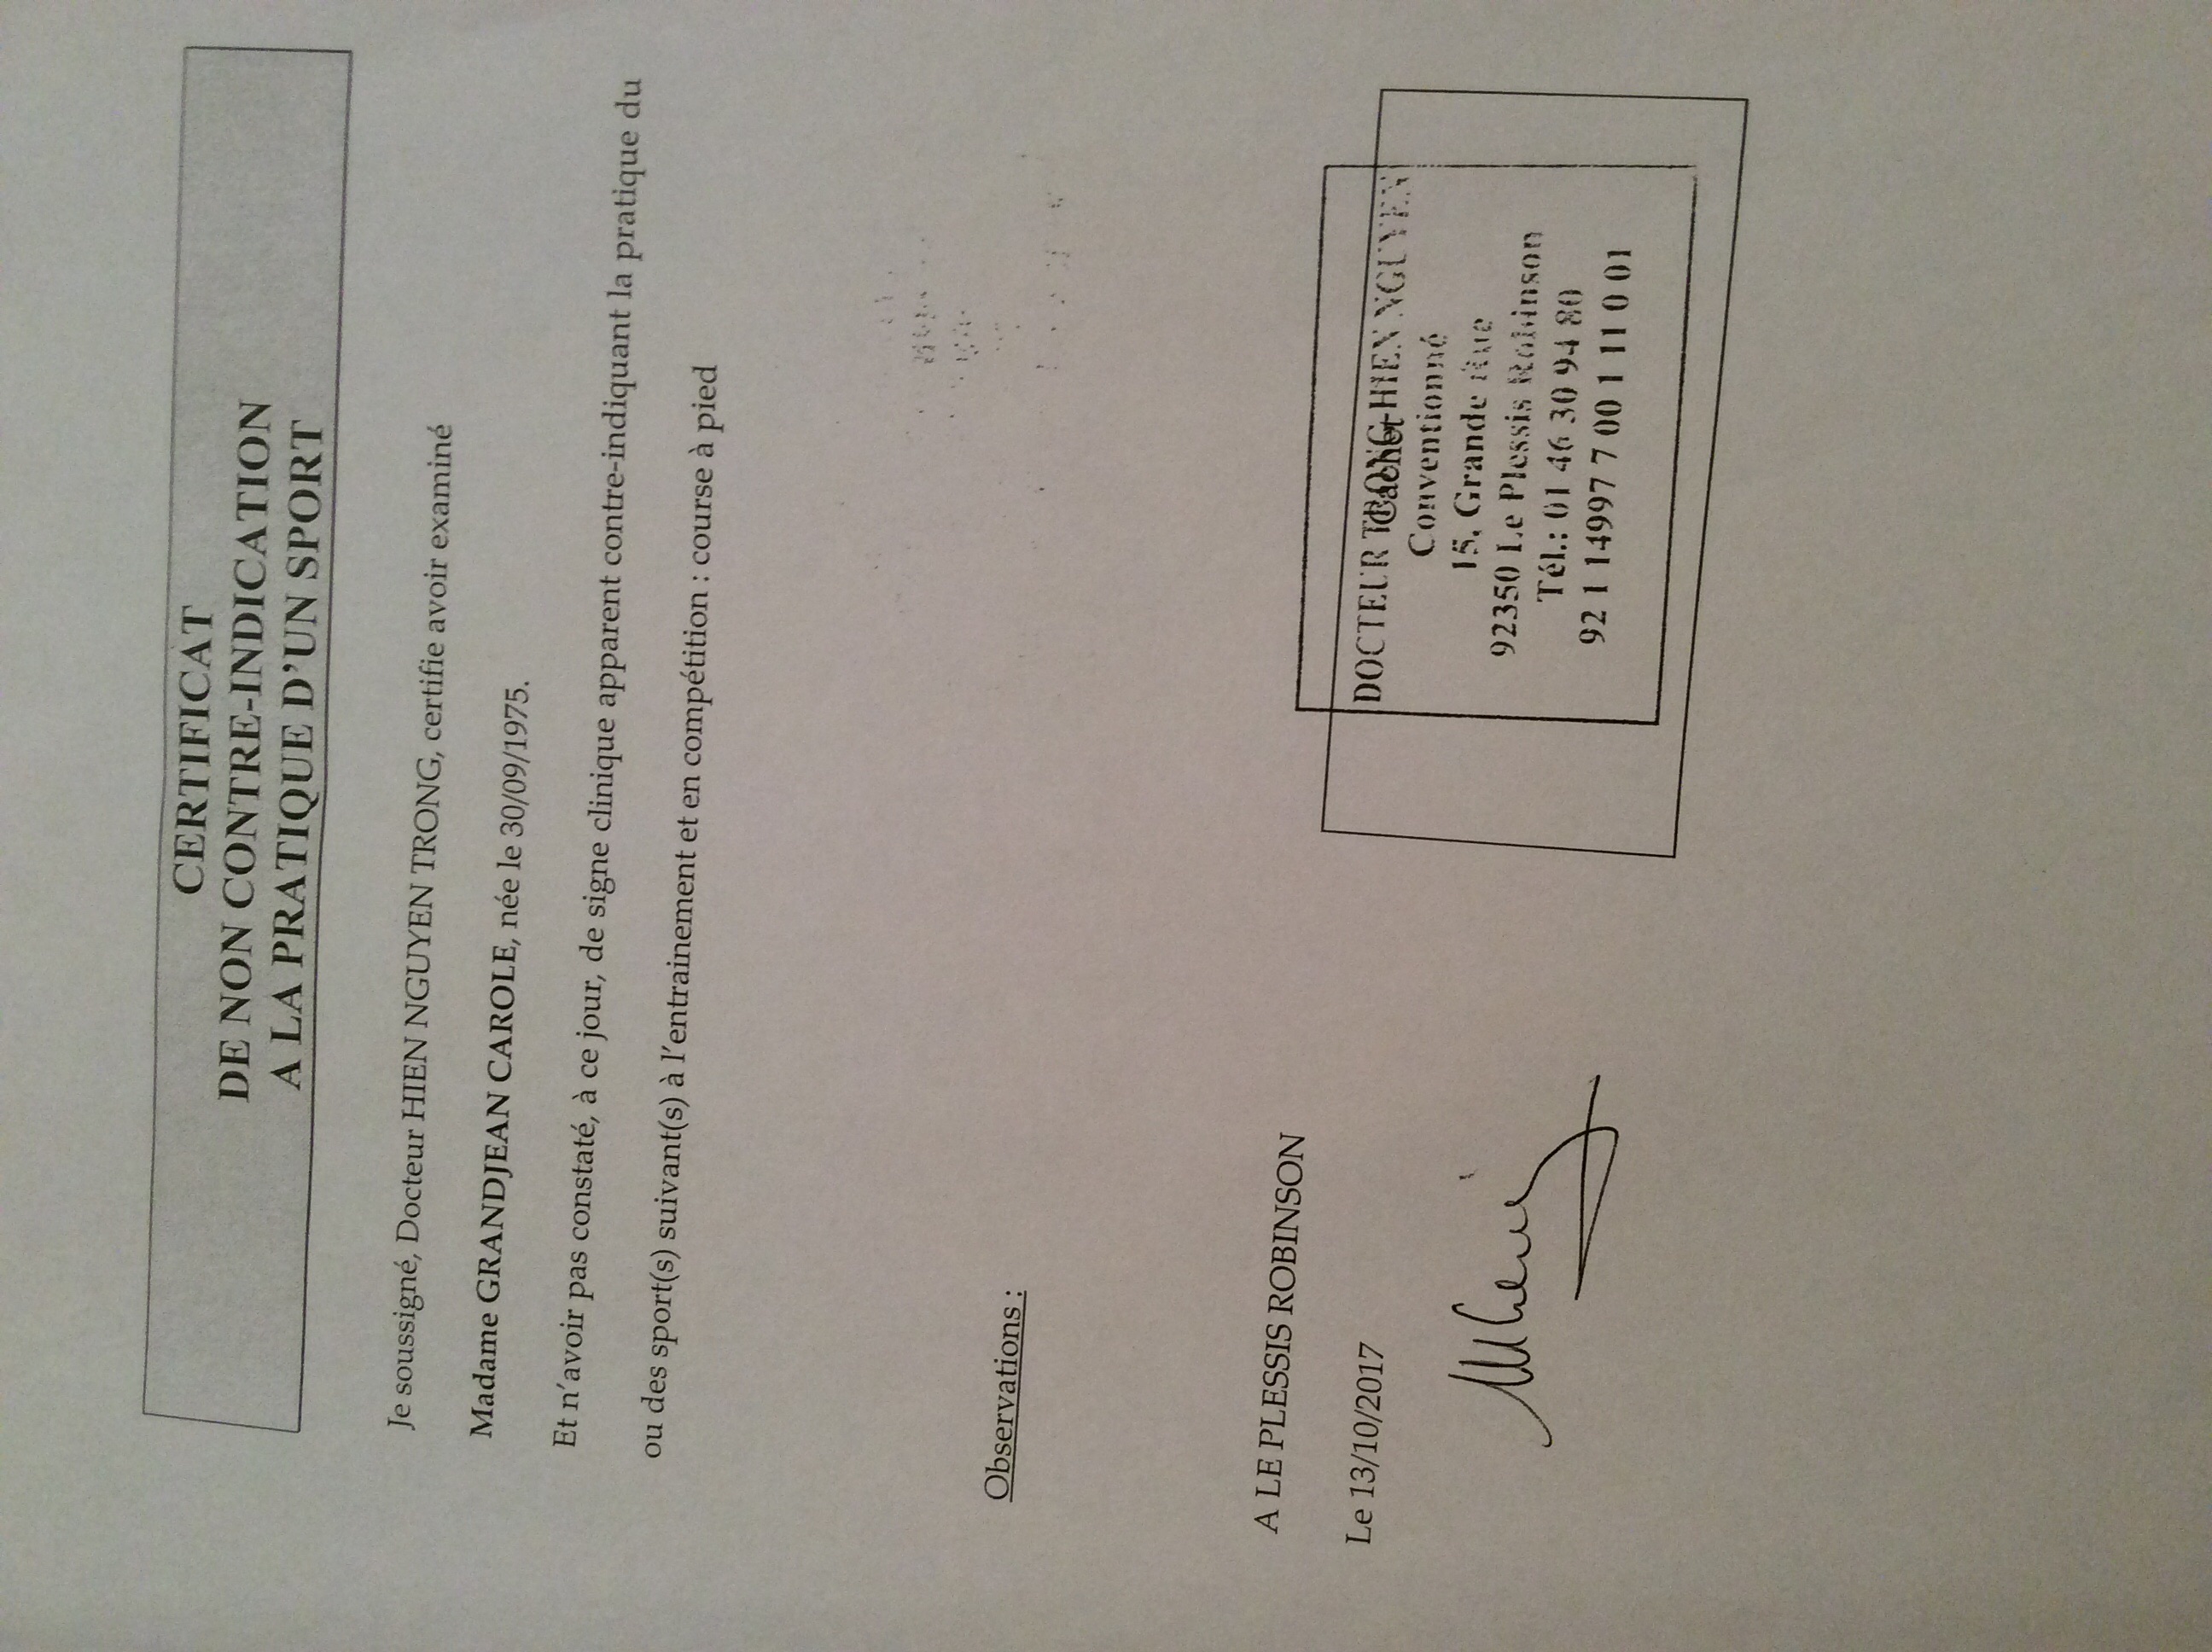 CERTIFICAT
DE NON CONTRE-INDICATION
A LA PRATIQUE D’UN SPORT
Je soussigné, Docteur HIEN NGUYEN TRONG, certifie avoir examiné
Madame GRANDJEAN CAROLE, née le 30/09/1975.
Et n’avoir pas constaté, à ce jour, de signe clinique apparent contre-indiquant la pratique du
ou des sport(s) suivant(s) à l’entrainement et en compétition : course à pied
Observations :
A LE PLESSIS ROBINSON
Le 13/10/2017
Cachet
DOCTEUR TRONG-HIEN NGUYEN
Conventionné
15, Grande Rue
92350 Le Plessis Robinson
Tél.: 01 46 30 94 80
92 1 14997 7 00 1 11 0 01